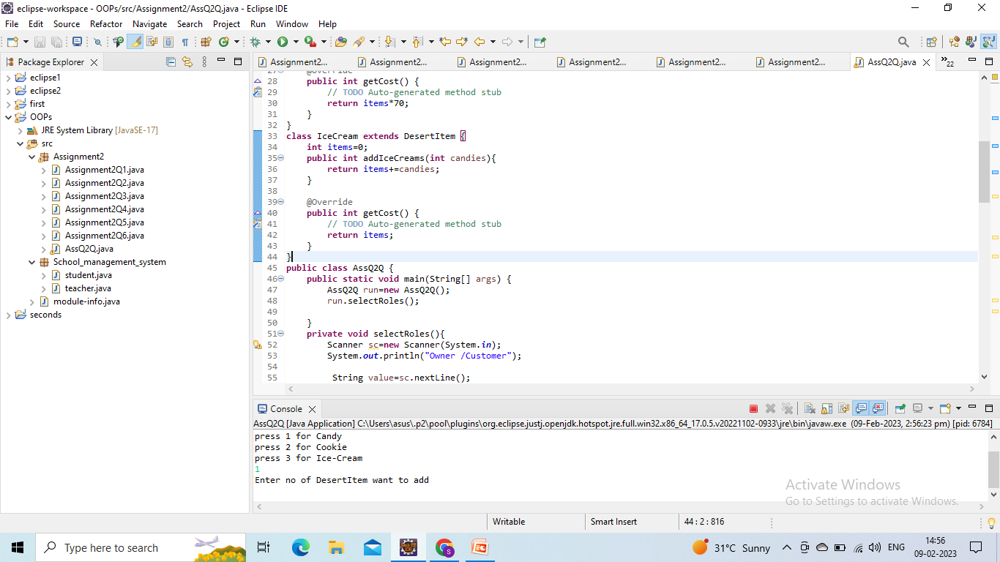 eclipse-workspace - OOPs/src/Assignment2/AssQ2Q.java - Eclipse IDE
File Edit Source Refactor Navigate Search Project Run Window Help
Package Explorer
eclipse1
eclipse2
first
OOPs
JRE System Library [JavaSE-17]
src
Assignment2
Assignment2Q1.java
Assignment2Q2.java
Assignment2Q3.java
Assignment2Q4.java
Assignment2Q5.java
Assignment2Q6.java
AssQ2Q.java
School_management_system
student.java
teacher.java
module-info.java
seconds
Assignment2... Assignment2... Assignment2... Assignment2... Assignment2... Assignment2... AssQ2Q.java 22
27 @Override
28 public int getCost() {
29 // TODO Auto-generated method stub
30 return items*70;
31 }
32 }
33 class IceCream extends DesertItem {
34 int items=0;
35 public int addIceCreams(int candies){
36 return items+=candies;
37 }
38
39 @Override
40 public int getCost() {
41 // TODO Auto-generated method stub
42 return items;
43 }
44 }
45 public class AssQ2Q {
46 public static void main(String[] args) {
47 AssQ2Q run=new AssQ2Q();
48 run.selectRoles();
49
50 }
51 private void selectRoles(){
52 Scanner sc=new Scanner(System.in);
53 System.out.println("Owner /Customer");
54
55 String value=sc.nextLine();
Console
AssQ2Q [Java Application] C:\Users\asus\.p2\pool\plugins\org.eclipse.justj.openjdk.hotspot.jre.full.win32.x86_64_17.0.5.v20221102-0933\jre\bin\javaw.exe (09-Feb-2023, 2:56:23 pm) [pid: 6784]
press 1 for Candy
press 2 for Cookie
press 3 for Ice-Cream
1
Enter no of DesertItem want to add
Activate Windows
Go to Settings to activate Windows.
Writable Smart Insert 44 : 2 : 816
Type here to search
31°C Sunny ENG 14:56
09-02-2023